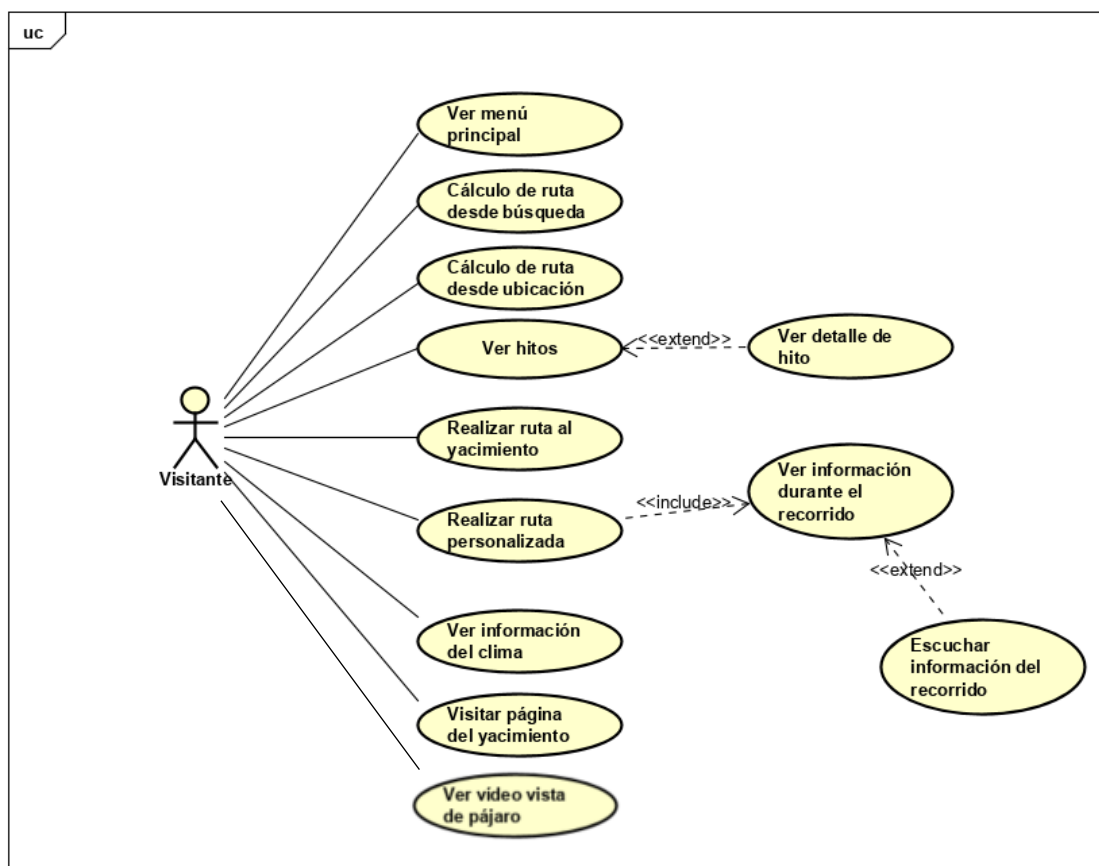 uc
Ver menú
principal
Cálculo de ruta
desde búsqueda
Cálculo de ruta
desde ubicación
Ver hitos
<<extend>>
Ver detalle de
hito
Visitante
Realizar ruta al
yacimiento
Realizar ruta
personalizada
<<include>>
Ver información
durante el
recorrido
<<extend>>
Escuchar
información del
recorrido
Ver información
del clima
Visitar página
del yacimiento
Ver vídeo vista
de pájaro